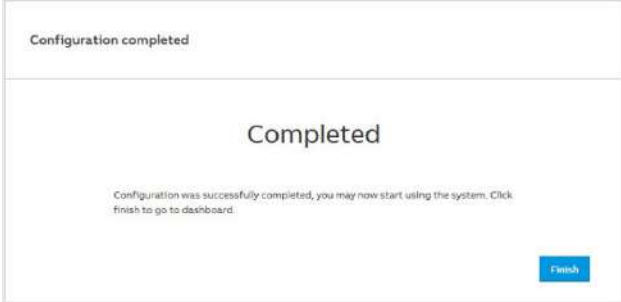 Configuration completed
Completed
Configuration was successfully completed, you may now start using the system. Click
finish to go to dashboard.
Finish